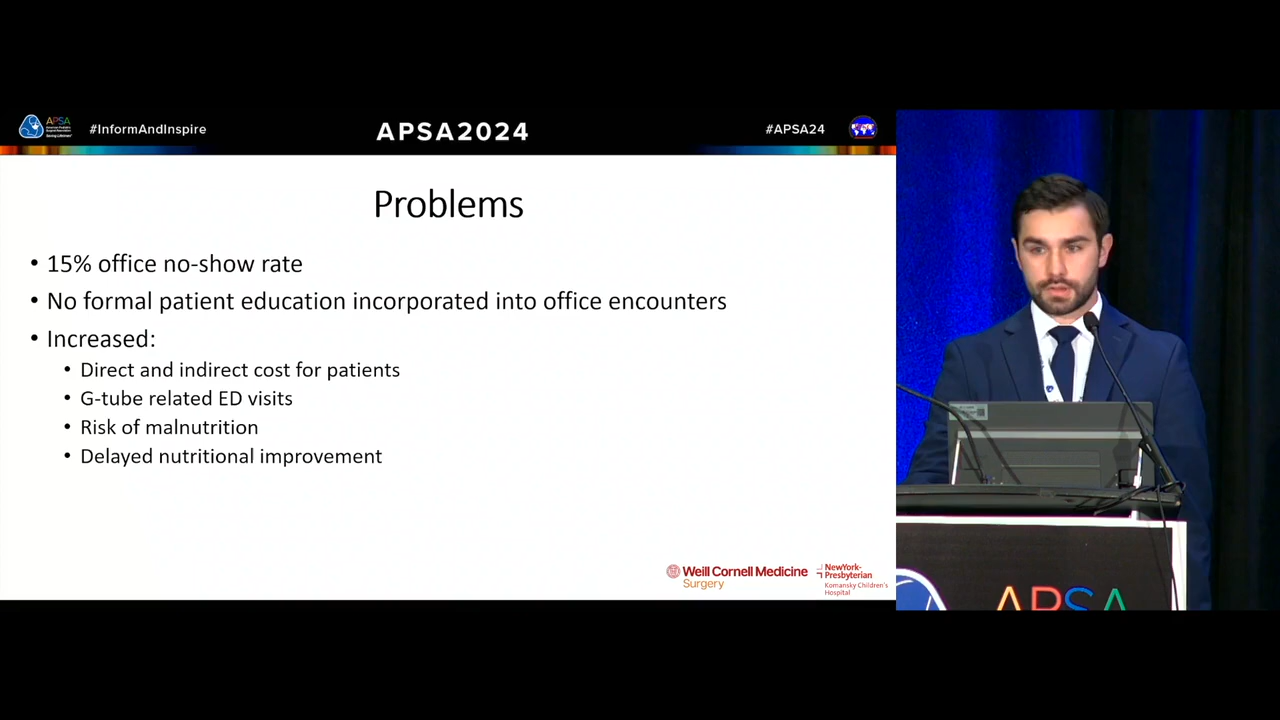 APSA
#InformAndInspire
APSA2024
#APSA24
Problems
• 15% office no-show rate
• No formal patient education incorporated into office encounters
• Increased:
• Direct and indirect cost for patients
• G-tube related ED visits
• Risk of malnutrition
• Delayed nutritional improvement
Weill Cornell Medicine
Surgery
NewYork-
Presbyterian
Komansky Children's
Hospital
APSA